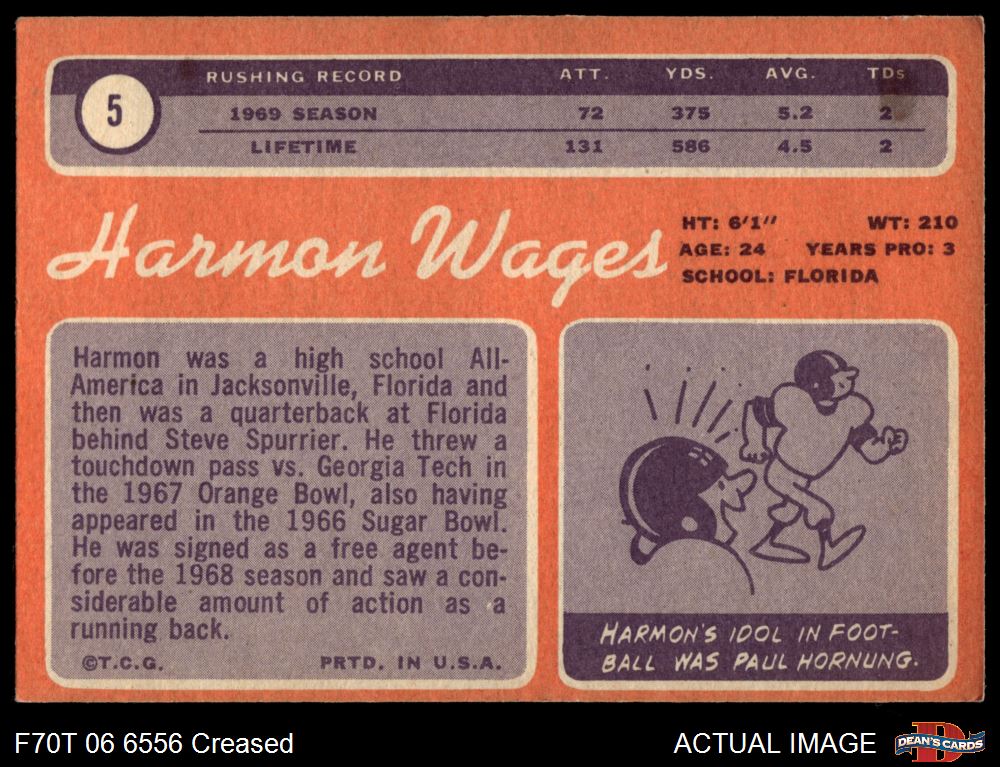 5
RUSHING RECORD ATT. YDS. AVG. TDs
1969 SEASON 72 375 5.2 2
LIFETIME 131 586 4.5 2
Harmon Wages
HT: 6'1" WT: 210
AGE: 24 YEARS PRO: 3
SCHOOL: FLORIDA
Harmon was a high school All-
America in Jacksonville, Florida and
then was a quarterback at Florida
behind Steve Spurrier. He threw a
touchdown pass vs. Georgia Tech in
the 1967 Orange Bowl, also having
appeared in the 1966 Sugar Bowl.
He was signed as a free agent be-
fore the 1968 season and saw a con-
siderable amount of action as a
running back.
©T.C.G. PRTD. IN U.S.A.
HARMON'S IDOL IN FOOT-
BALL WAS PAUL HORNUNG.
F70T 06 6556 Creased
ACTUAL IMAGE
D
DEAN'S CARDS